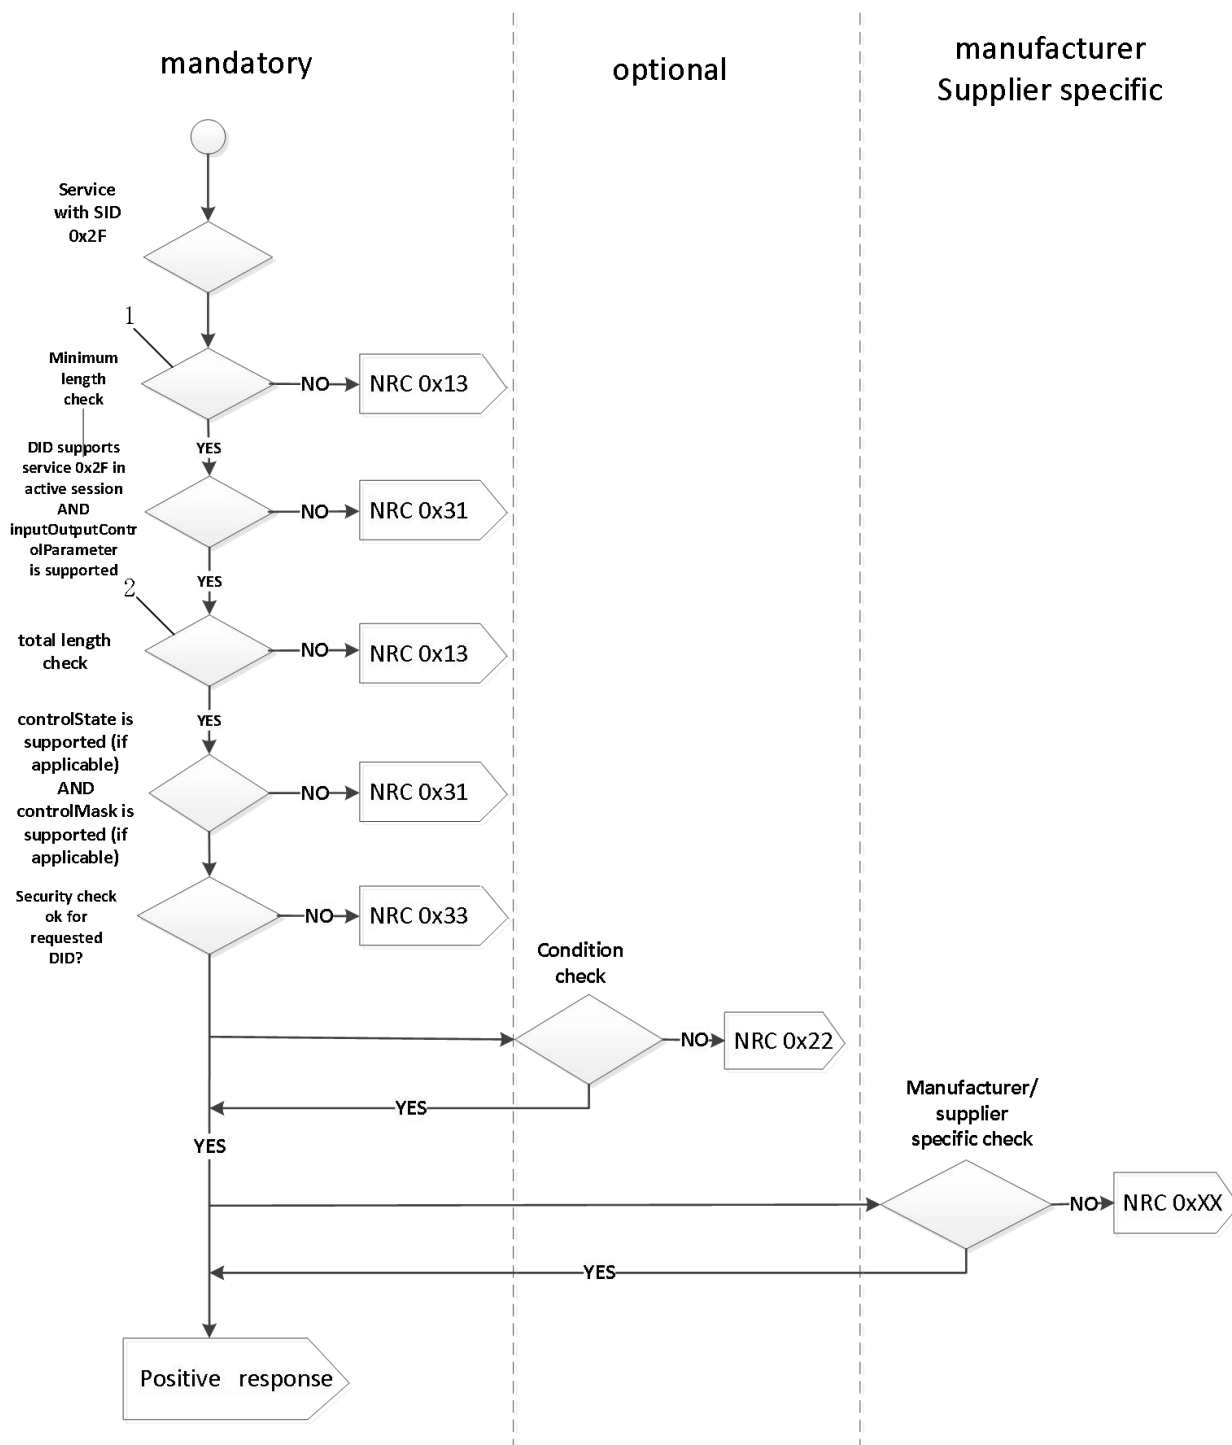 mandatory
optional
manufacturer
Supplier specific
Service
with SID
0x2F
1
Minimum
length
check
NO
NRC 0x13
YES
DID supports
service 0x2F in
active session
AND
inputOutputContr
olParameter
is supported
NO
NRC 0x31
YES
2
total length
check
NO
NRC 0x13
YES
controlState is
supported (if
applicable)
AND
controlMask is
supported (if
applicable)
NO
NRC 0x31
Security check
ok for
requested
DID?
NO
NRC 0x33
Condition
check
NO
NRC 0x22
YES
YES
Manufacturer/
supplier
specific check
NO
NRC 0xXX
YES
Positive response